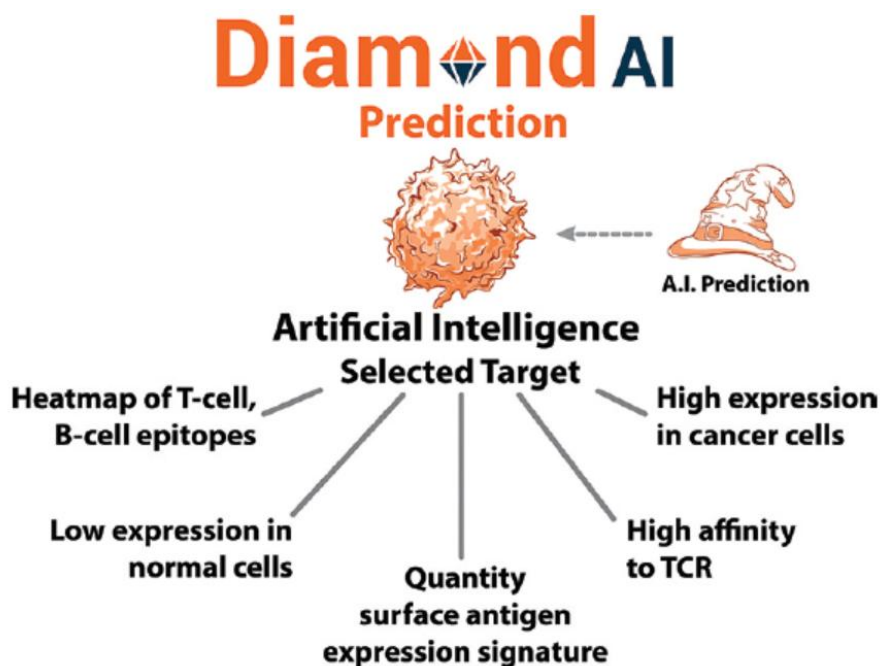 Diamond AI
Prediction
A.I. Prediction
Artificial Intelligence
Selected Target
Heatmap of T-cell,
B-cell epitopes
High expression
in cancer cells
Low expression in
normal cells
High affinity
to TCR
Quantity
surface antigen
expression signature